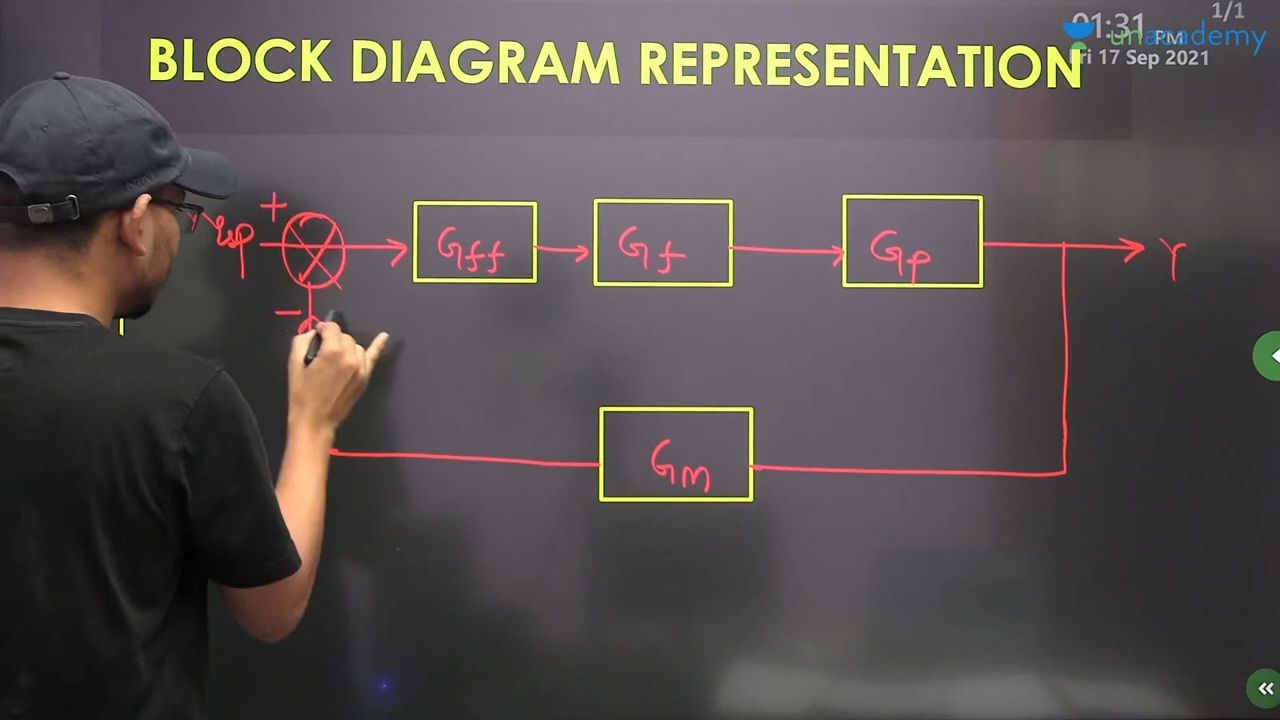 1/1
01:31 PM
unacademy
Fri 17 Sep 2021
BLOCK DIAGRAM REPRESENTATION
+
Ysp
Gff
Gf
Gp
Y
−
Gm